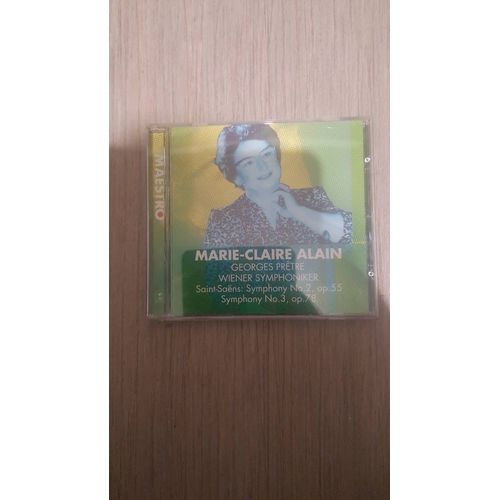 MAESTRO
MARIE-CLAIRE ALAIN
GEORGES PRÊTRE
WIENER SYMPHONIKER
Saint-Saëns: Symphony No.2, op.55
Symphony No.3, op.78